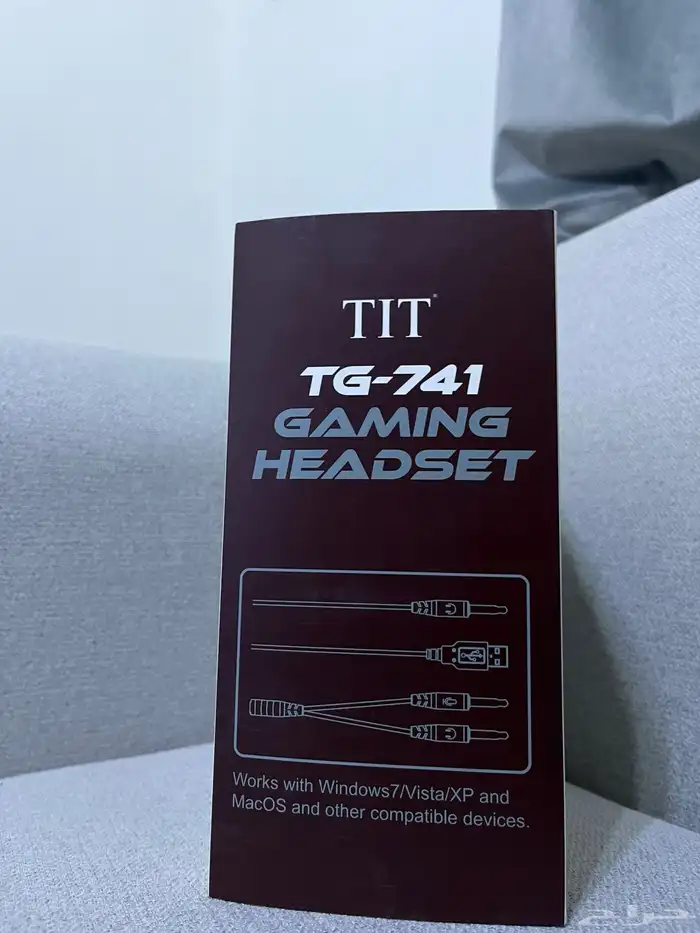 TIT
TG-741
GAMING
HEADSET
Works with Windows7/Vista/XP and
MacOS and other compatible devices.
حراج